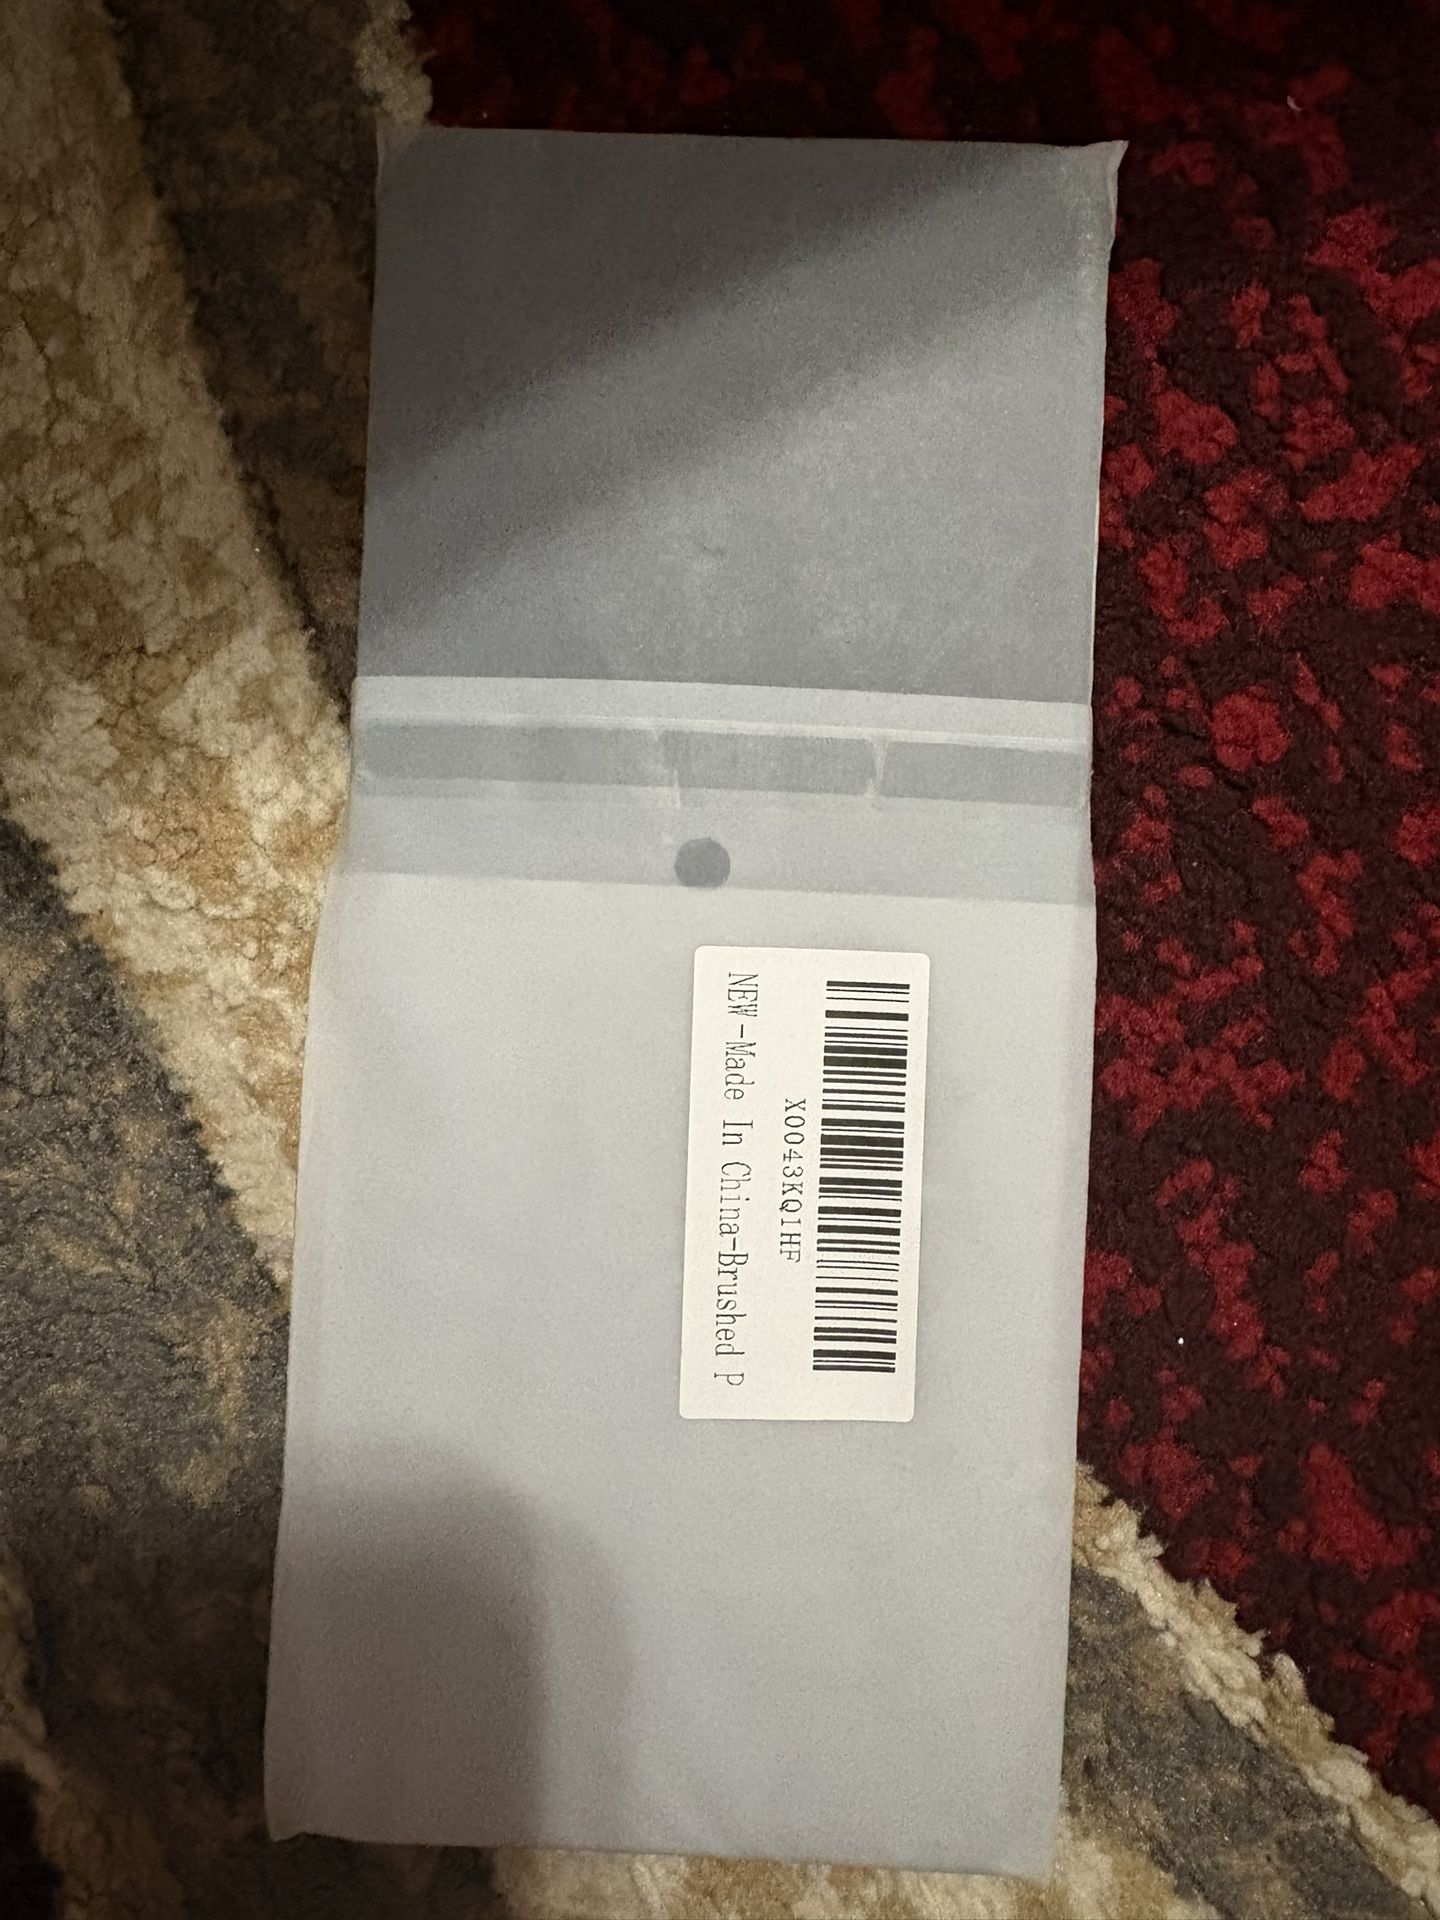 X0043KQ1HF
NEW-Made In China-Brushed P